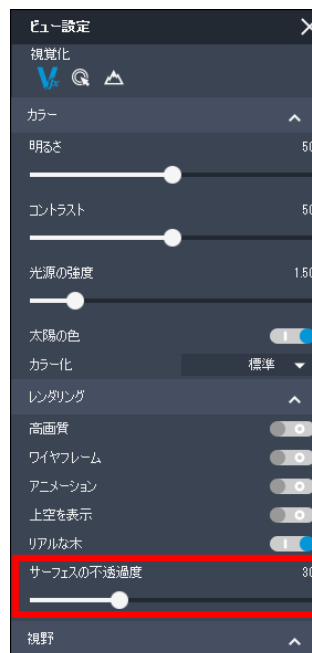 ビュー設定
視覚化
カラー
明るさ 50
コントラスト 50
光源の強度 1.50
太陽の色
カラー化 標準
レンダリング
高画質
ワイヤフレーム
アニメーション
上空を表示
リアルな木
サーフェスの不透過度 30
視野